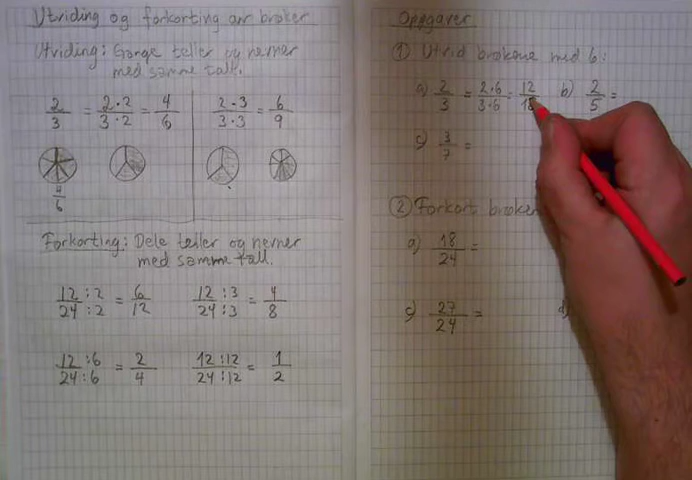 Utviding og forkorting av brøker
Utviding: Gange teller og nevner
med samme tall.
2/3 = 2·2/3·2 = 4/6
2·3/3·3 = 6/9
4/6
Forkorting: Dele teller og nevner
med samme tall.
12:2/24:2 = 6/12
12:3/24:3 = 4/8
12:6/24:6 = 2/4
12:12/24:12 = 1/2
Oppgaver
1 Utvid brøkene med 6:
a) 2/3 = 2·6/3·6 = 12/18
b) 2/5 =
c) 3/7 =
2 Forkort
a) 18/24 =
c) 27/24 =
d)